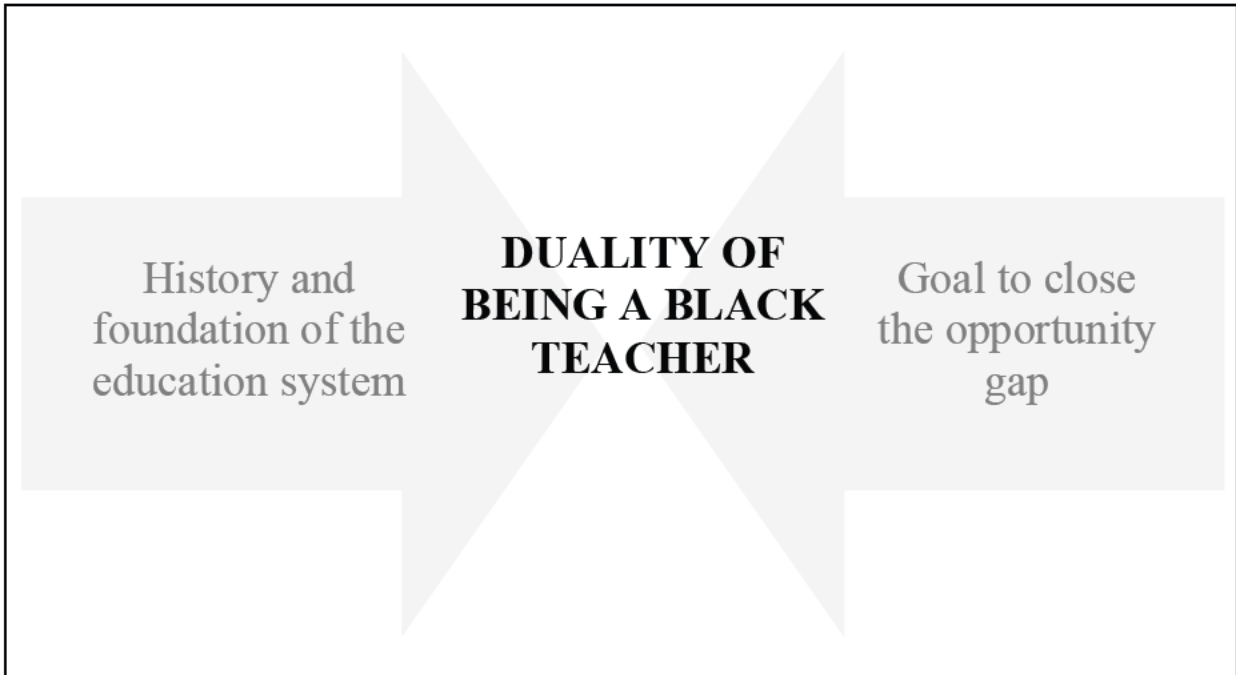 History and
foundation of the
education system
DUALITY OF
BEING A BLACK
TEACHER
Goal to close
the opportunity
gap